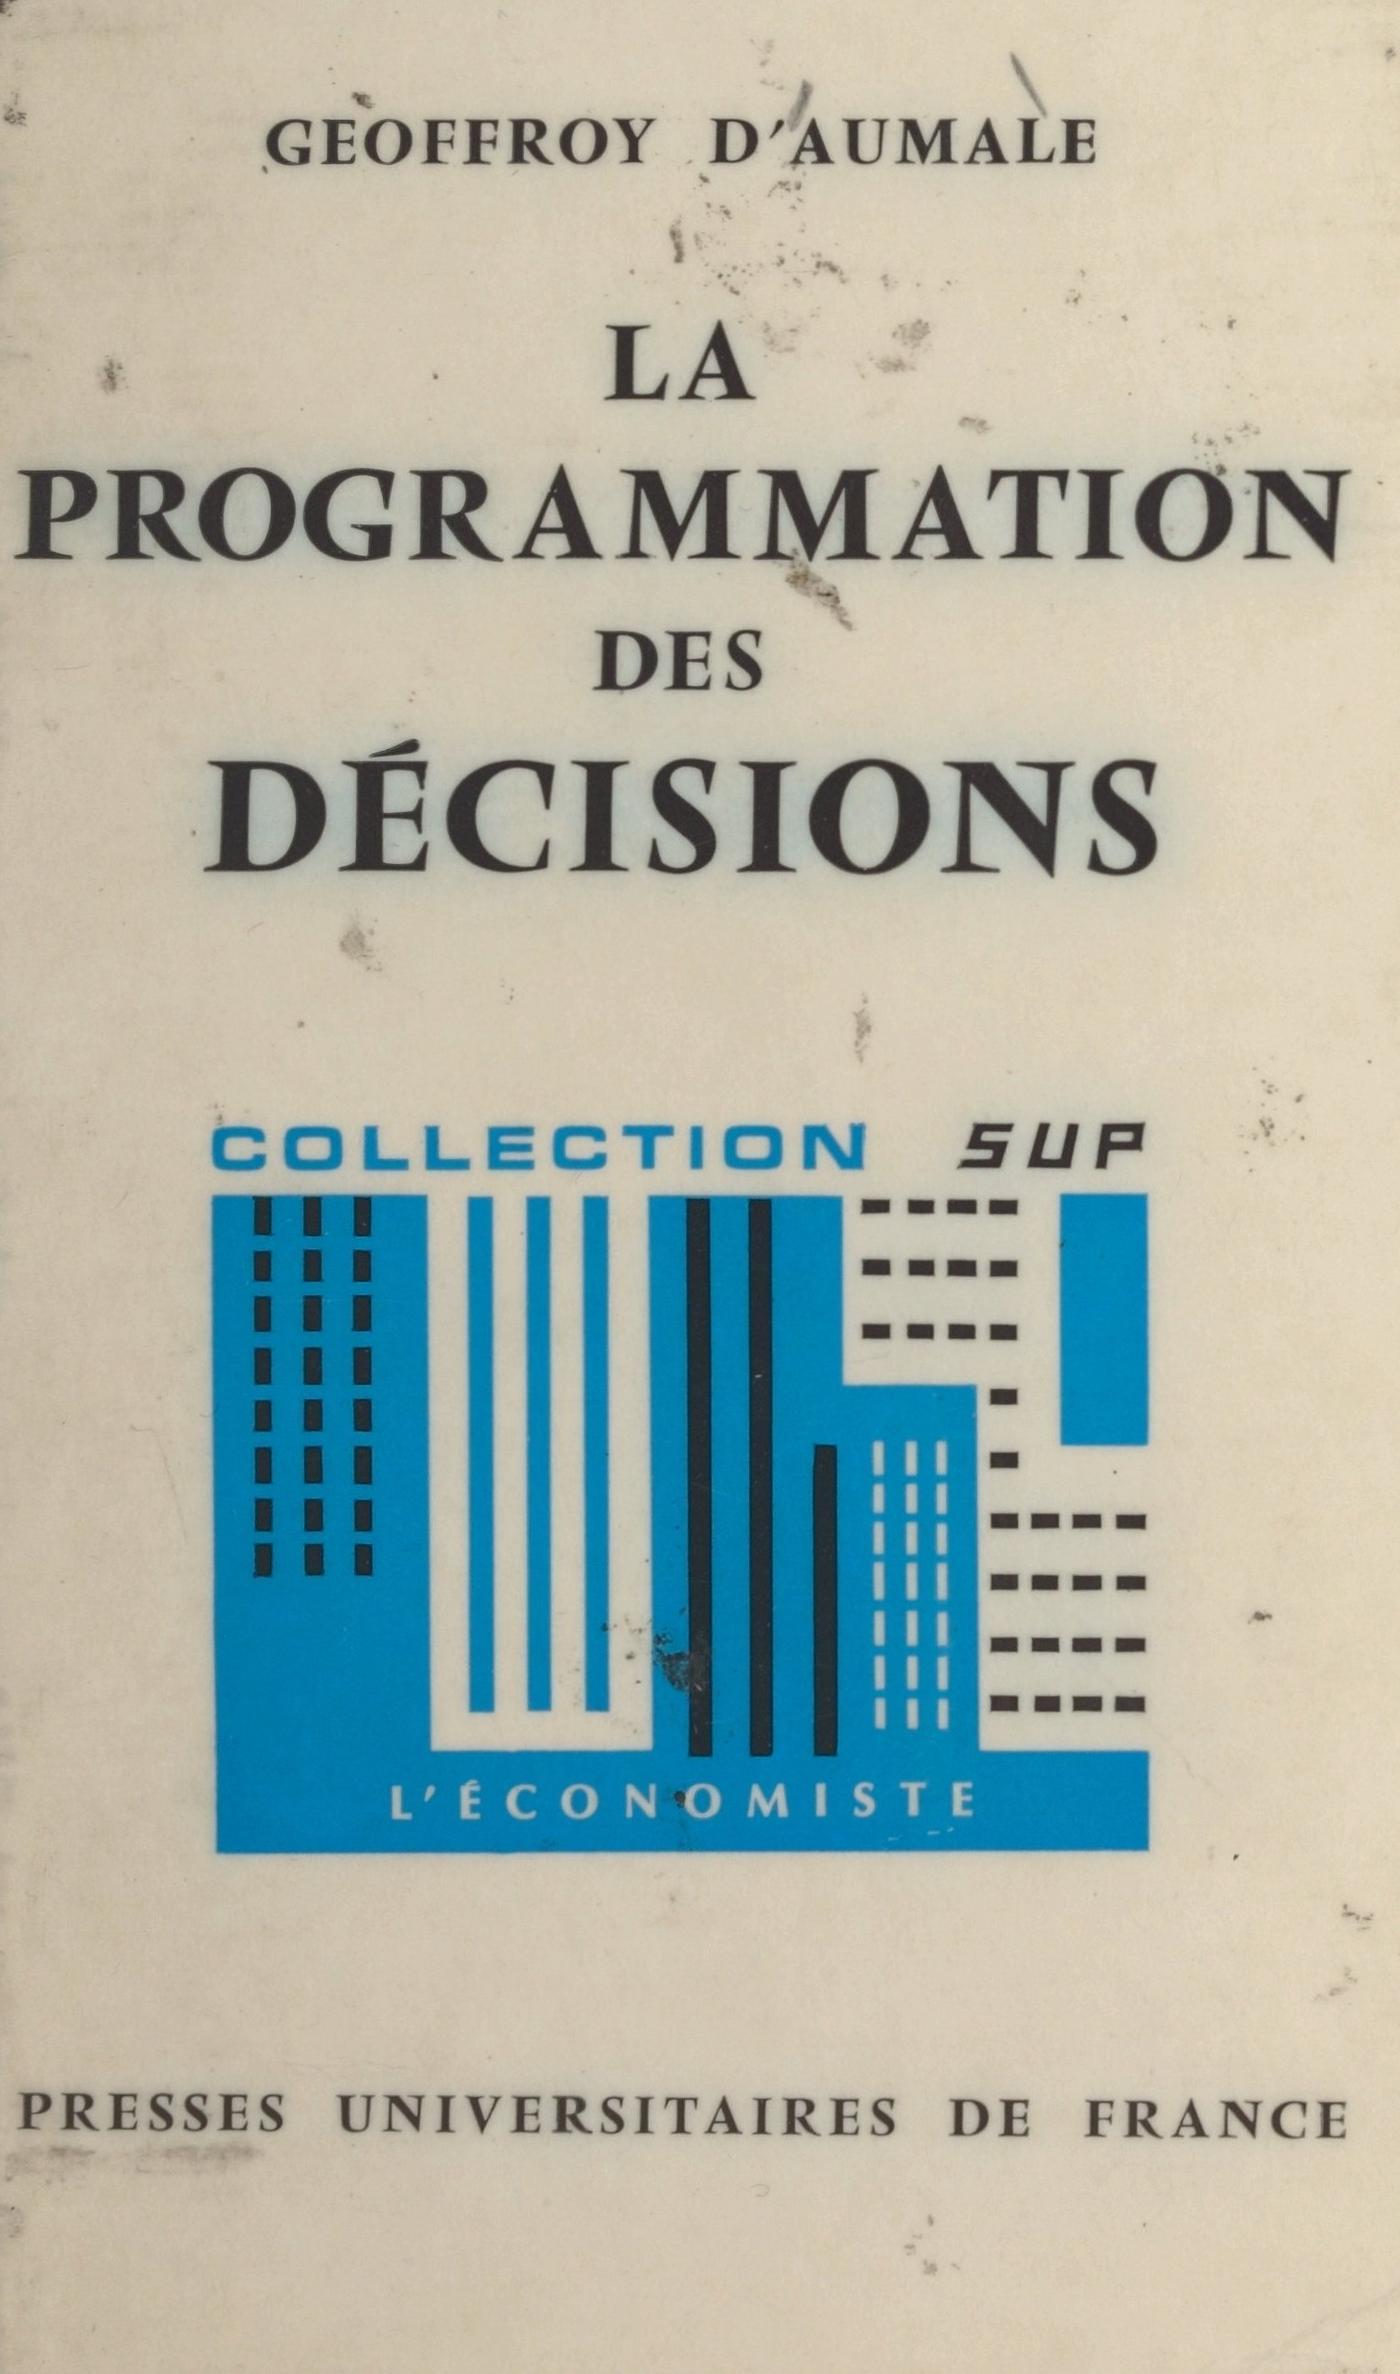 GEOFFROY D'AUMALE
LA
PROGRAMMATION
DES
DÉCISIONS
COLLECTION SUP
L'ÉCONOMISTE
PRESSES UNIVERSITAIRES DE FRANCE